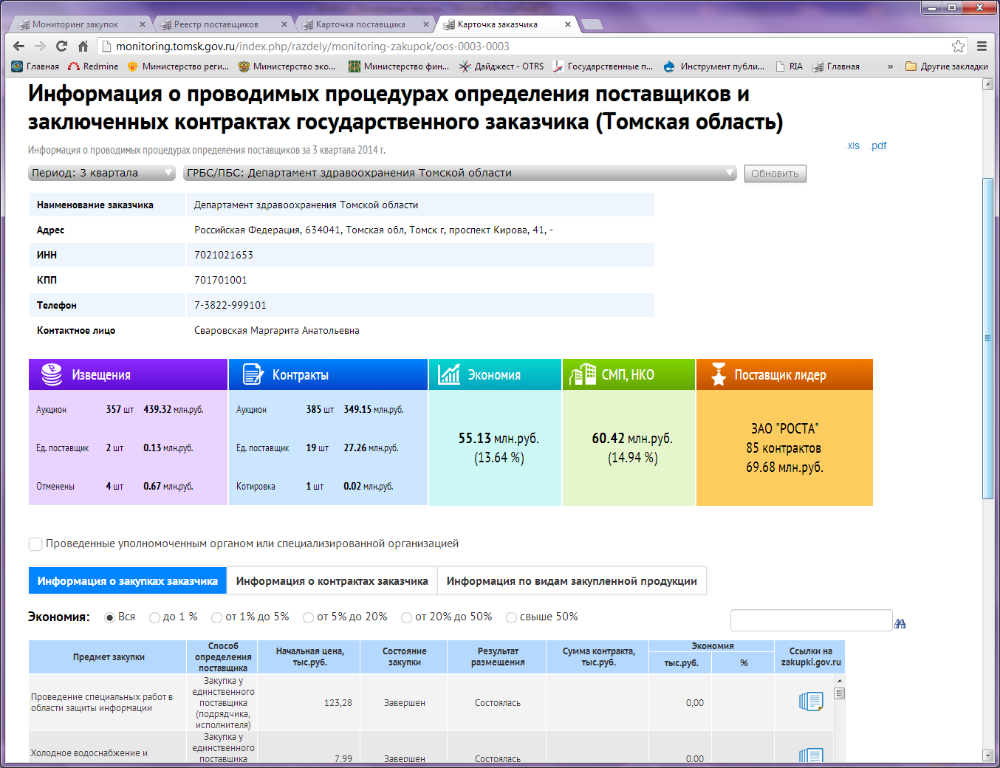 Мониторинг закупок
Реестр поставщиков
Карточка поставщика
Карточка заказчика
monitoring.tomsk.gov.ru/index.php/razdely/monitoring-zakupok/oos-0003-0003
Главная Redmine Министерство реги... Министерство эко... Министерство фин... Дайджест - OTRS Государственные п... Инструмент публи... RIA Главная » Другие закладки
Информация о проводимых процедурах определения поставщиков и
заключенных контрактах государственного заказчика (Томская область)
Информация о проводимых процедурах определения поставщиков за 3 квартала 2014 г.
.xls .pdf
Период: 3 квартала
ГРБС/ПБС: Департамент здравоохранения Томской области
Обновить
Наименование заказчика Департамент здравоохранения Томской области
Адрес Российская Федерация, 634041, Томская обл, Томск г, проспект Кирова, 41, -
ИНН 7021021653
КПП 701701001
Телефон 7-3822-999101
Контактное лицо Сваровская Маргарита Анатольевна
Извещения
Аукцион 357 шт 439.32 млн.руб.
Ед. поставщик 2 шт 0.13 млн.руб.
Отменены 4 шт 0.67 млн.руб.
Контракты
Аукцион 385 шт 349.15 млн.руб.
Ед. поставщик 19 шт 27.26 млн.руб.
Котировка 1 шт 0.02 млн.руб.
Экономия
55.13 млн.руб.
(13.64 %)
СМП, НКО
60.42 млн.руб.
(14.94 %)
Поставщик лидер
ЗАО "РОСТА"
85 контрактов
69.68 млн.руб.
Проведенные уполномоченным органом или специализированной организацией
Информация о закупках заказчика
Информация о контрактах заказчика
Информация по видам закупленной продукции
Экономия: Вся до 1 % от 1% до 5% от 5% до 20% от 20% до 50% свыше 50%
Предмет закупки
Способ
определения
поставщика
Начальная цена,
тыс.руб.
Состояние
закупки
Результат
размещения
Сумма контракта,
тыс.руб.
Экономия
тыс.руб.
%
Ссылки на
zakupki.gov.ru
Проведение специальных работ в
области защиты информации
Закупка у
единственного
поставщика
(подрядчика,
исполнителя)
123,28
Завершен
Состоялась
0,00
Холодное водоснабжение и
Закупка у
единственного
поставщика
7,99
Завершен
Состоялась
0,00